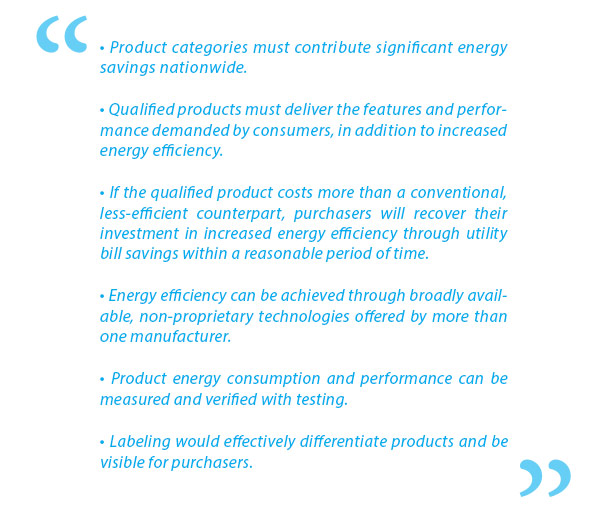 “
• Product categories must contribute significant energy
savings nationwide.
• Qualified products must deliver the features and perfor-
mance demanded by consumers, in addition to increased
energy efficiency.
• If the qualified product costs more than a conventional,
less-efficient counterpart, purchasers will recover their
investment in increased energy efficiency through utility
bill savings within a reasonable period of time.
• Energy efficiency can be achieved through broadly avail-
able, non-proprietary technologies offered by more than
one manufacturer.
• Product energy consumption and performance can be
measured and verified with testing.
• Labeling would effectively differentiate products and be
visible for purchasers.
”